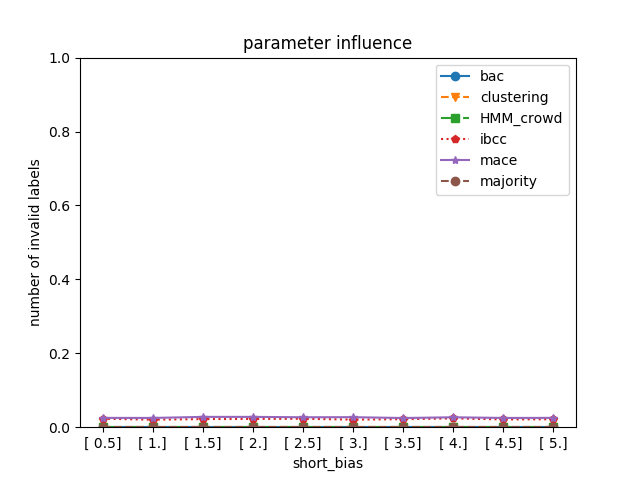 parameter influence
number of invalid labels
1.0
0.8
0.6
0.4
0.2
0.0
bac
clustering
HMM_crowd
ibcc
mace
majority
[ 0.5] [ 1.] [ 1.5] [ 2.] [ 2.5] [ 3.] [ 3.5] [ 4.] [ 4.5] [ 5.]
short_bias